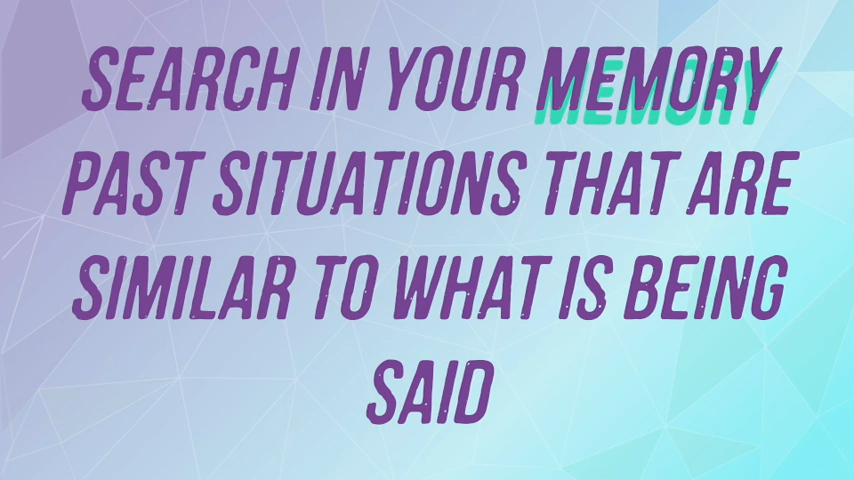 SEARCH IN YOUR MEMORY
PAST SITUATIONS THAT ARE
SIMILAR TO WHAT IS BEING
SAID